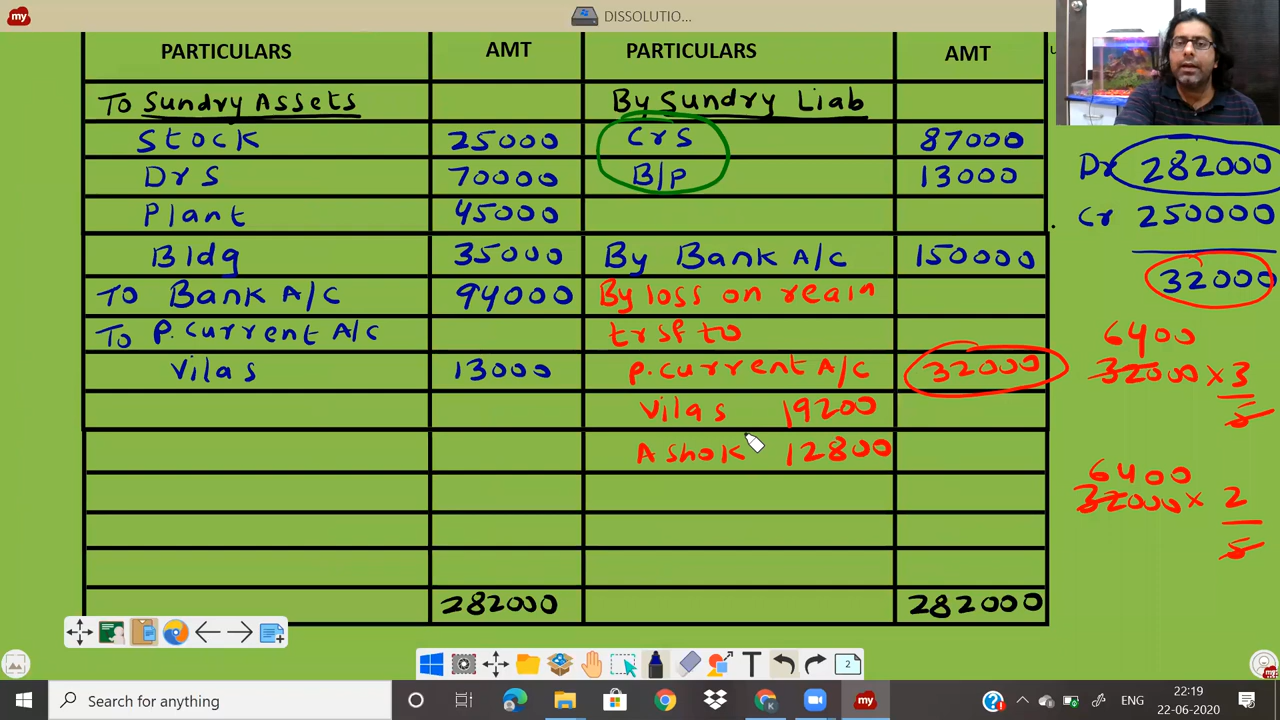 my
DISSOLUTIO...
PARTICULARS AMT PARTICULARS AMT
To Sundry Assets By Sundry Liab
Stock 25000 CrS 87000
DrS 70000 B/P 13000
Plant 45000
Bldg 35000 By Bank A/C 150000
To Bank A/C 94000 By loss on realn
To P.Current A/C trsf to
Vilas 13000 P.current A/C 32000
Vilas 19200
Ashok 12800
282000 282000
Dr 282000
Cr 250000
32000
6400
32000 × 3
5
6400
32000 × 2
5
2
Search for anything
my
ENG
22:19
22-06-2020